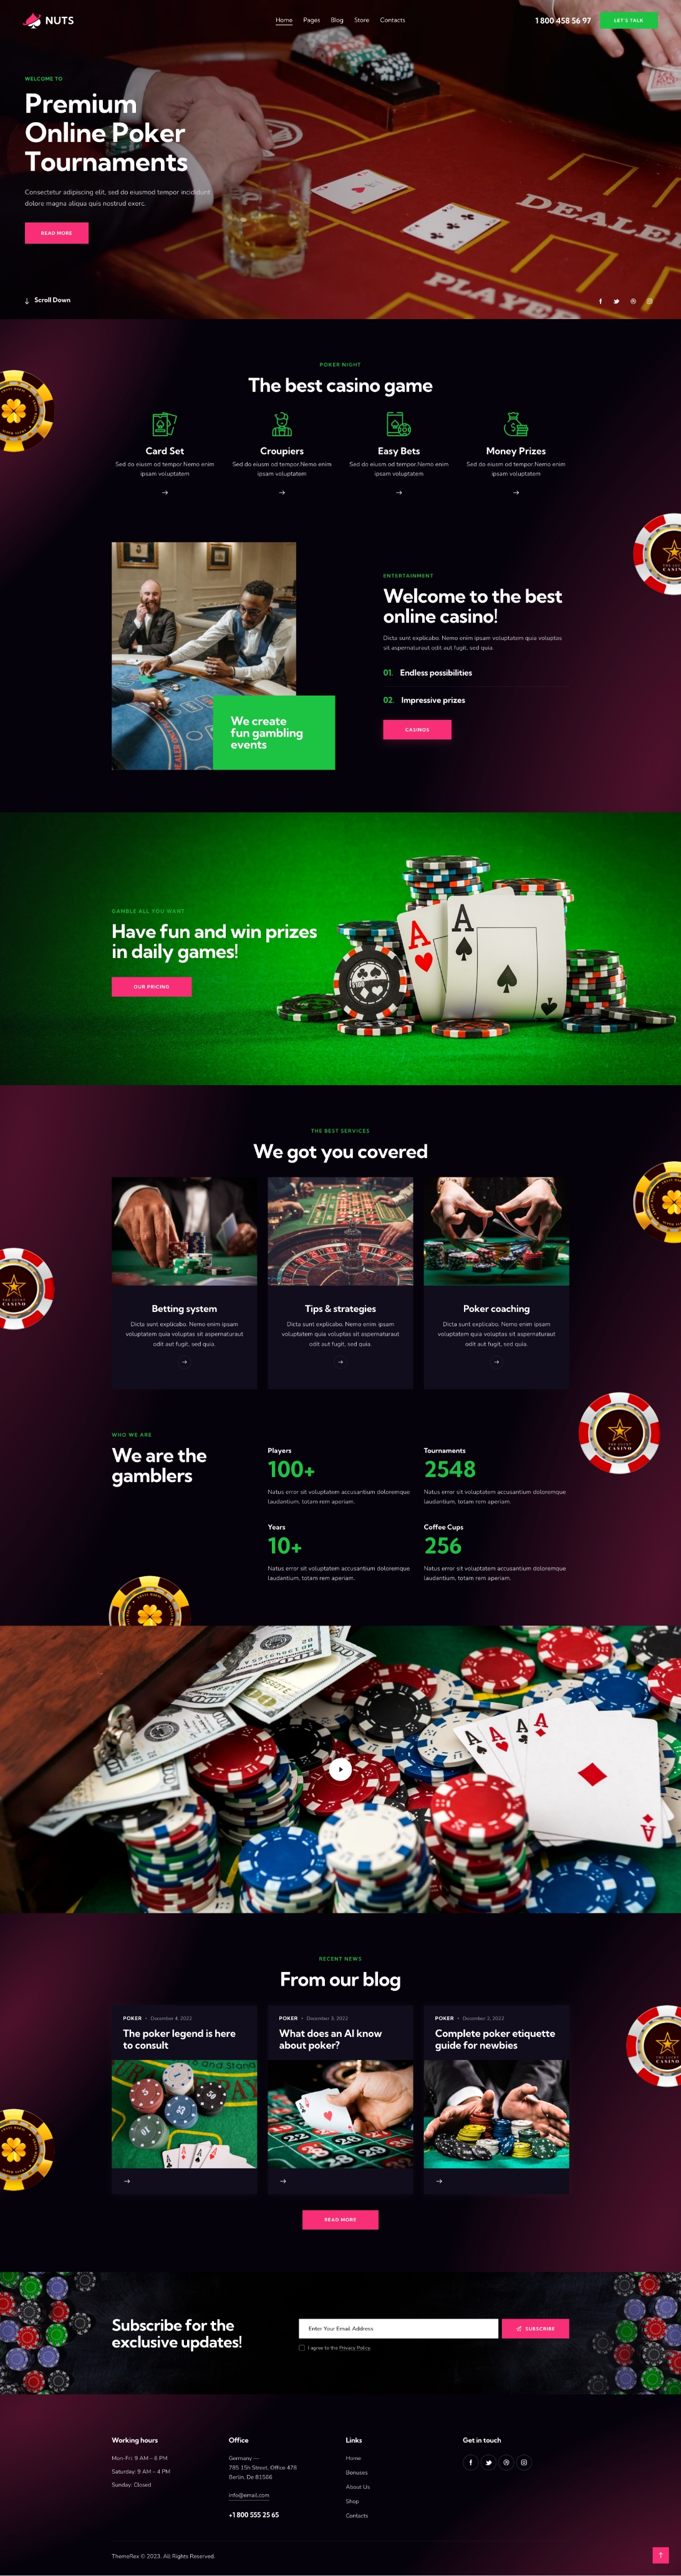 NUTS
Home Pages Blog Store Contacts
1 800 458 56 97
LET'S TALK
WELCOME TO
Premium
Online Poker
Tournaments
Consectetur adipiscing elit, sed do eiusmod tempor incididunt
dolore magna aliqua quis nostrud exerc.
READ MORE
DEALER
PLAYER
Scroll Down
POKER NIGHT
The best casino game
Card Set
Sed do eiusm od tempor.Nemo enim
ipsam voluptatem
Croupiers
Sed do eiusm od tempor.Nemo enim
ipsam voluptatem
Easy Bets
Sed do eiusm od tempor.Nemo enim
ipsam voluptatem
Money Prizes
Sed do eiusm od tempor.Nemo enim
ipsam voluptatem
ENTERTAINMENT
Welcome to the best
online casino!
Dicta sunt explicabo. Nemo enim ipsam voluptatem quia voluptas
sit aspernaturaut odit aut fugit, sed quia.
01. Endless possibilities
02. Impressive prizes
CASINOS
We create
fun gambling
events
GAMBLE ALL YOU WANT
Have fun and win prizes
in daily games!
OUR PRICING
A
A
THE BEST SERVICES
We got you covered
Betting system
Dicta sunt explicabo. Nemo enim ipsam
voluptatem quia voluptas sit aspernaturaut
odit aut fugit, sed quia.
Tips & strategies
Dicta sunt explicabo. Nemo enim ipsam
voluptatem quia voluptas sit aspernaturaut
odit aut fugit, sed quia.
Poker coaching
Dicta sunt explicabo. Nemo enim ipsam
voluptatem quia voluptas sit aspernaturaut
odit aut fugit, sed quia.
WHO WE ARE
We are the
gamblers
Players
100+
Natus error sit voluptatem accusantium doloremque
laudantium, totam rem aperiam.
Tournaments
2548
Natus error sit voluptatem accusantium doloremque
laudantium, totam rem aperiam.
Years
10+
Natus error sit voluptatem accusantium doloremque
laudantium, totam rem aperiam.
Coffee Cups
256
Natus error sit voluptatem accusantium doloremque
laudantium, totam rem aperiam.
CASINO
A
A
A
A
A
RECENT NEWS
From our blog
POKER • December 4, 2022
The poker legend is here
to consult
POKER • December 3, 2022
What does an AI know
about poker?
POKER • December 2, 2022
Complete poker etiquette
guide for newbies
READ MORE
Subscribe for the
exclusive updates!
Enter Your Email Address
SUBSCRIBE
I agree to the Privacy Policy.
Working hours
Mon-Fri: 9 AM – 6 PM
Saturday: 9 AM – 4 PM
Sunday: Closed
Office
Germany —
785 15h Street, Office 478
Berlin, De 81566
info@email.com
+1 800 555 25 65
Links
Home
Bonuses
About Us
Shop
Contacts
Get in touch
ThemeRex © 2023. All Rights Reserved.